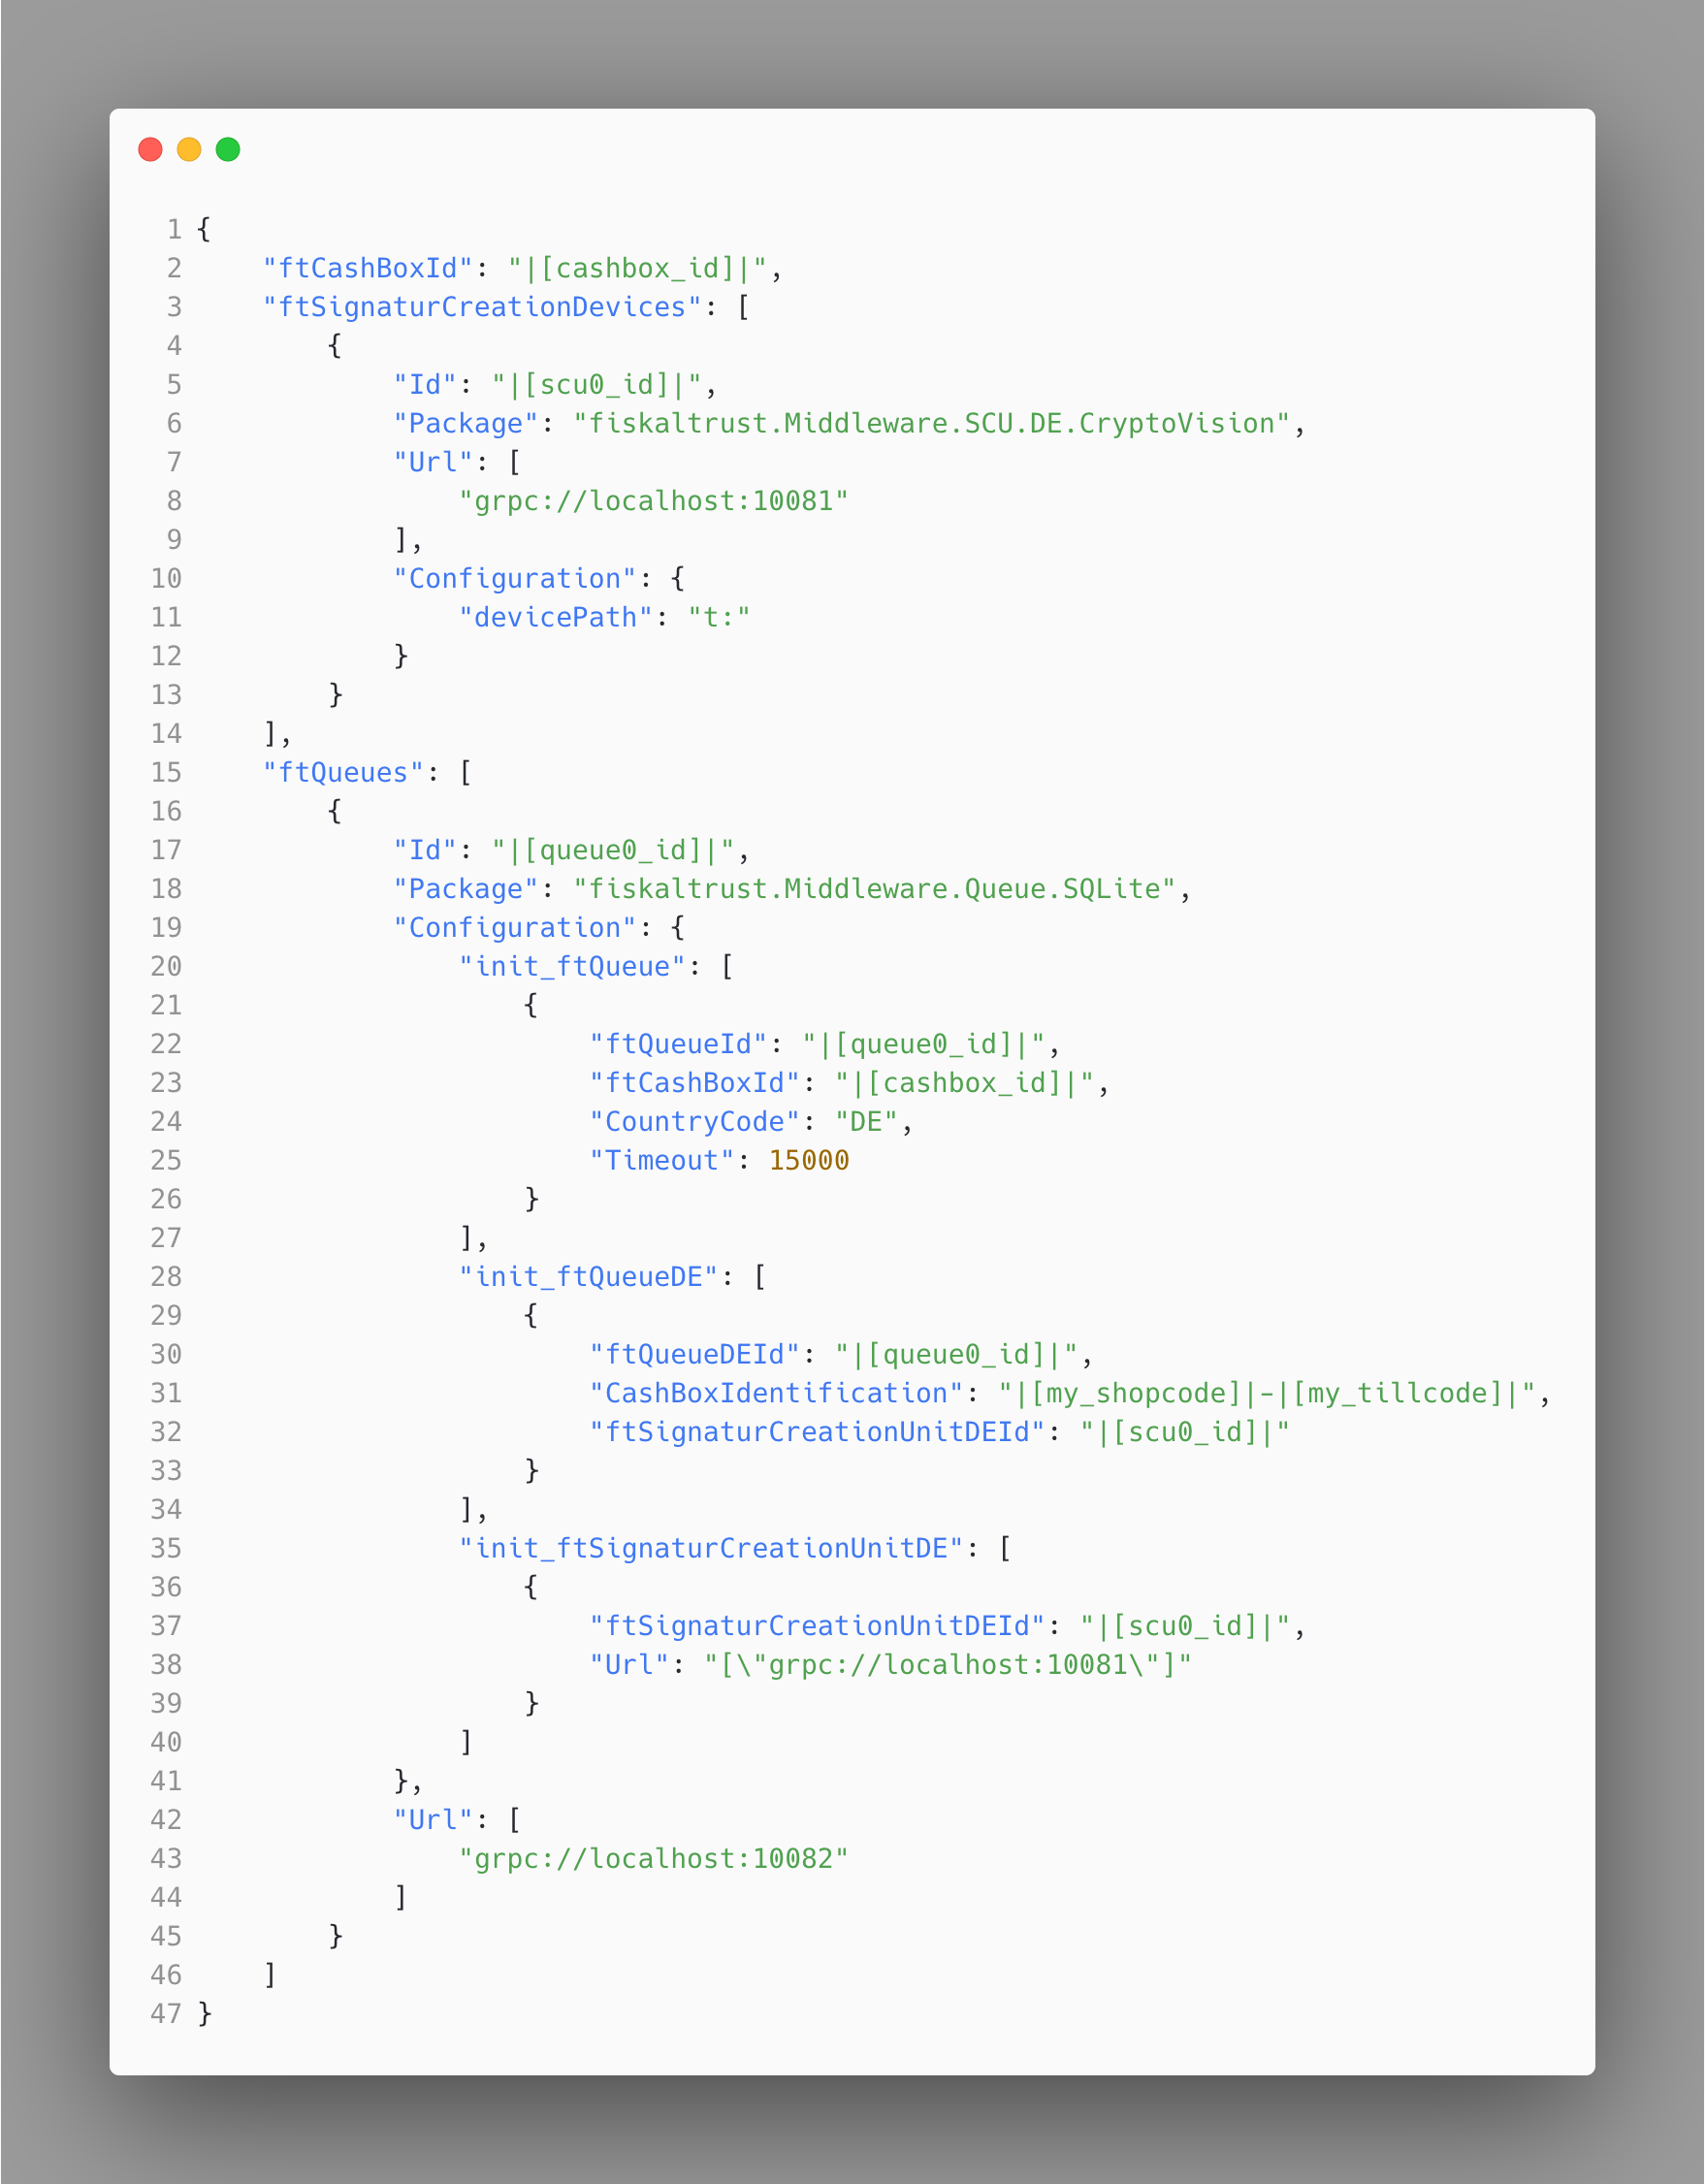 1 {
2     "ftCashBoxId": "|[cashbox_id]|",
3     "ftSignaturCreationDevices": [
4         {
5             "Id": "|[scu0_id]|",
6             "Package": "fiskaltrust.Middleware.SCU.DE.CryptoVision",
7             "Url": [
8                 "grpc://localhost:10081"
9             ],
10             "Configuration": {
11                 "devicePath": "t:"
12             }
13         }
14     ],
15     "ftQueues": [
16         {
17             "Id": "|[queue0_id]|",
18             "Package": "fiskaltrust.Middleware.Queue.SQLite",
19             "Configuration": {
20                 "init_ftQueue": [
21                     {
22                         "ftQueueId": "|[queue0_id]|",
23                         "ftCashBoxId": "|[cashbox_id]|",
24                         "CountryCode": "DE",
25                         "Timeout": 15000
26                     }
27                 ],
28                 "init_ftQueueDE": [
29                     {
30                         "ftQueueDEId": "|[queue0_id]|",
31                         "CashBoxIdentification": "|[my_shopcode]|-|[my_tillcode]|",
32                         "ftSignaturCreationUnitDEId": "|[scu0_id]|"
33                     }
34                 ],
35                 "init_ftSignaturCreationUnitDE": [
36                     {
37                         "ftSignaturCreationUnitDEId": "|[scu0_id]|",
38                         "Url": "[\"grpc://localhost:10081\"]"
39                     }
40                 ]
41             },
42             "Url": [
43                 "grpc://localhost:10082"
44             ]
45         }
46     ]
47 }